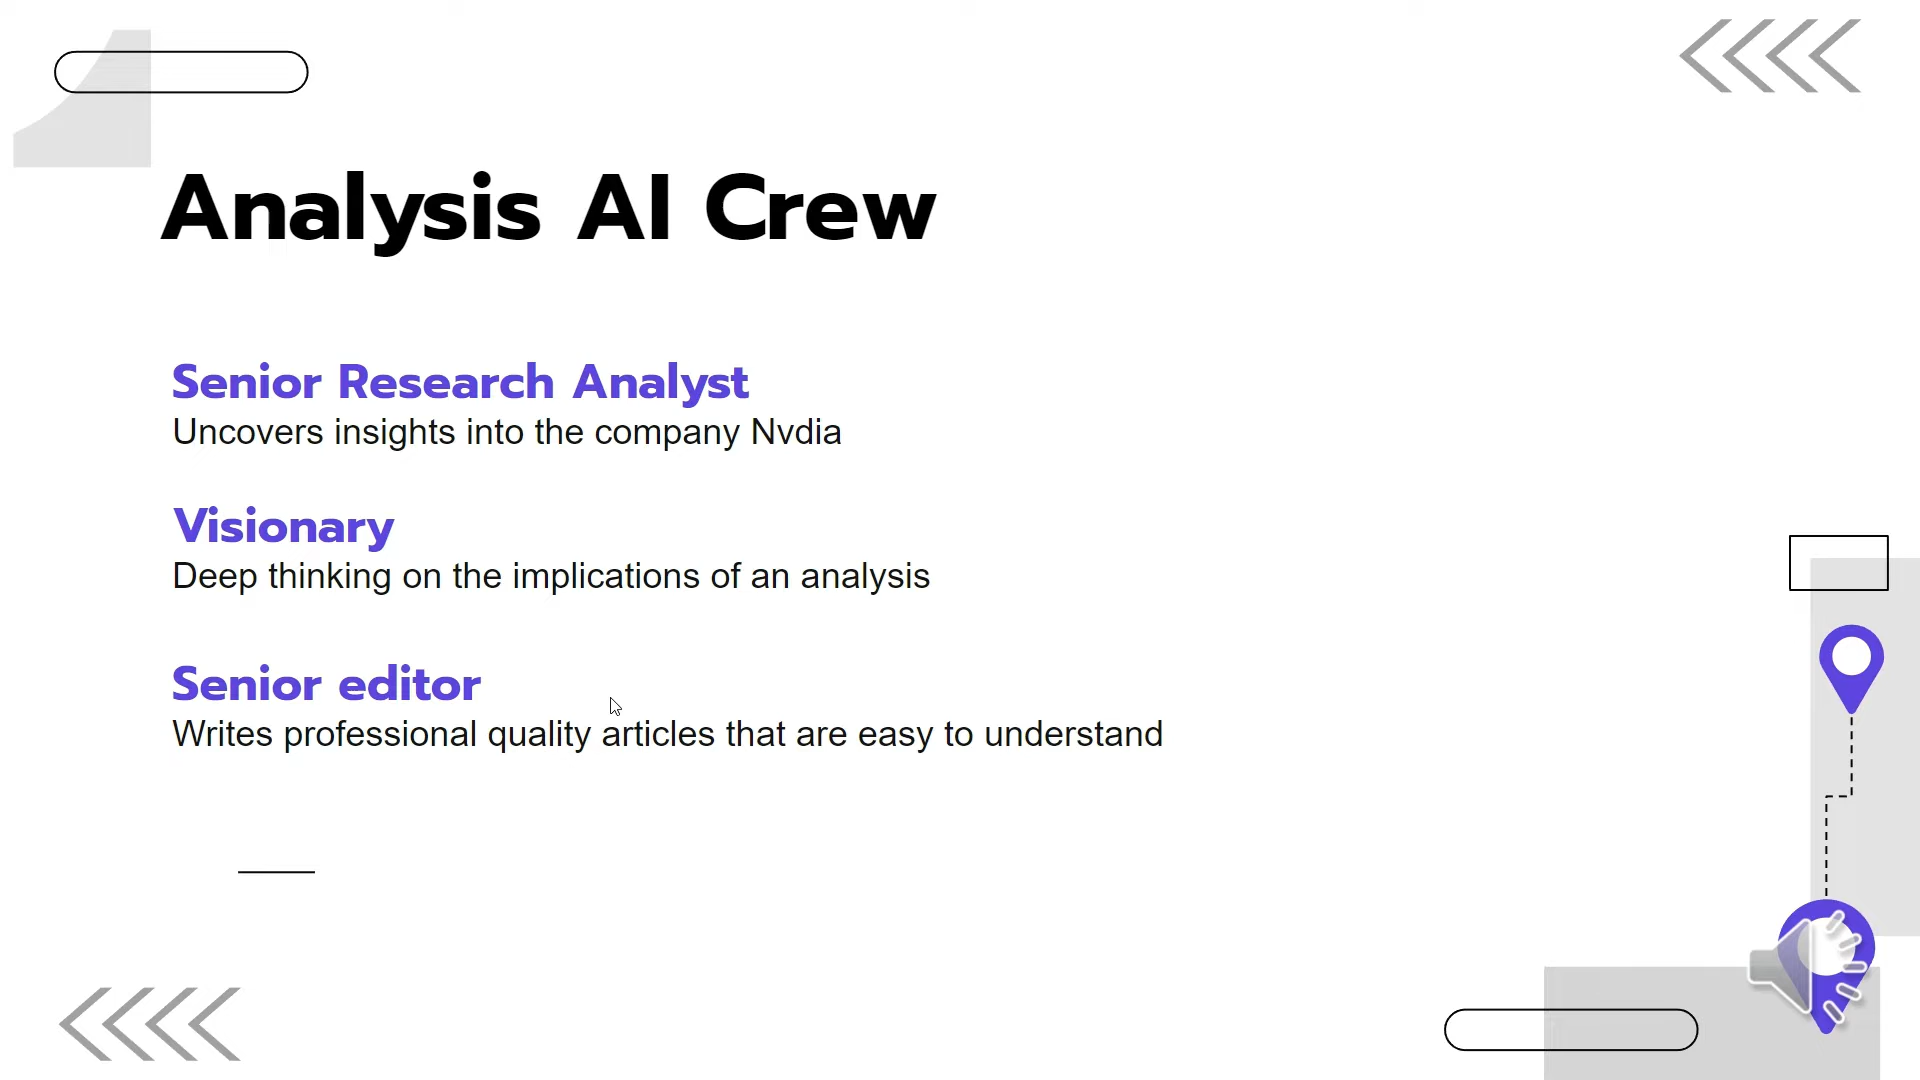 Analysis AI Crew
Senior Research Analyst
Uncovers insights into the company Nvdia
Visionary
Deep thinking on the implications of an analysis
Senior editor
Writes professional quality articles that are easy to understand